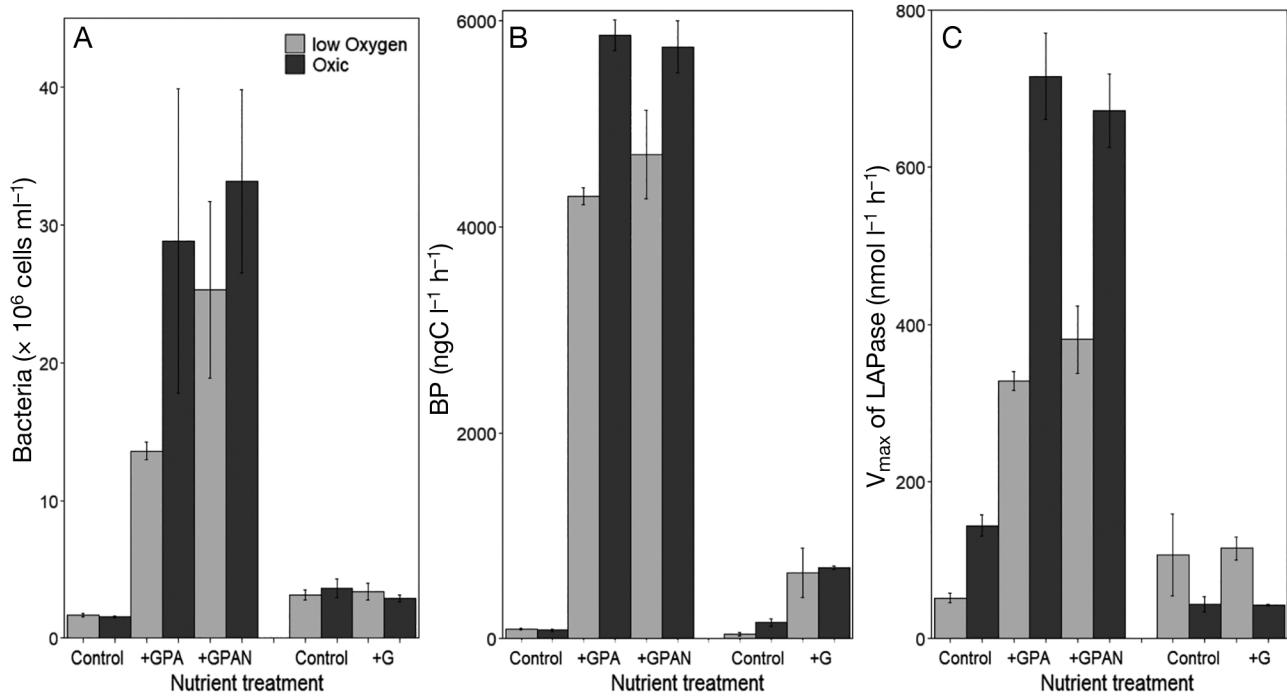 A
low Oxygen
Oxic
40
30
20
10
0
Bacteria (× 10⁶ cells ml⁻¹)
Control +GPA +GPAN Control +G
Nutrient treatment
B
6000
4000
2000
0
BP (ngC l⁻¹ h⁻¹)
Control +GPA +GPAN Control +G
Nutrient treatment
C
800
600
400
200
0
Vmax of LAPase (nmol l⁻¹ h⁻¹)
Control +GPA +GPAN Control +G
Nutrient treatment